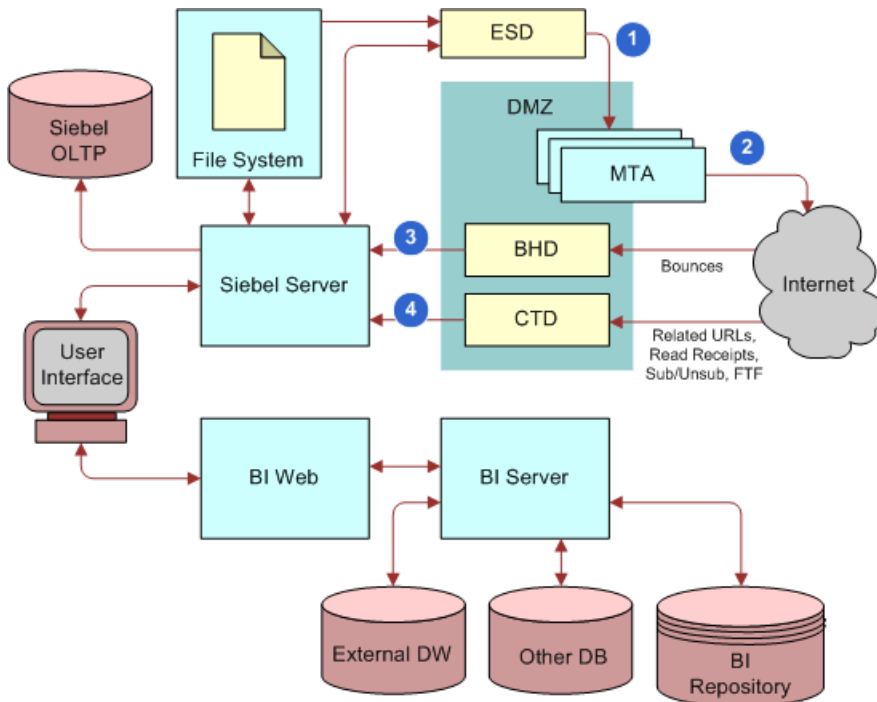 ESD
1
DMZ
Siebel
OLTP
File System
MTA
2
3
BHD
Bounces
Internet
Siebel Server
4
CTD
Related URLs,
Read Receipts,
Sub/Unsub, FTF
User
Interface
BI Web
BI Server
External DW
Other DB
BI
Repository